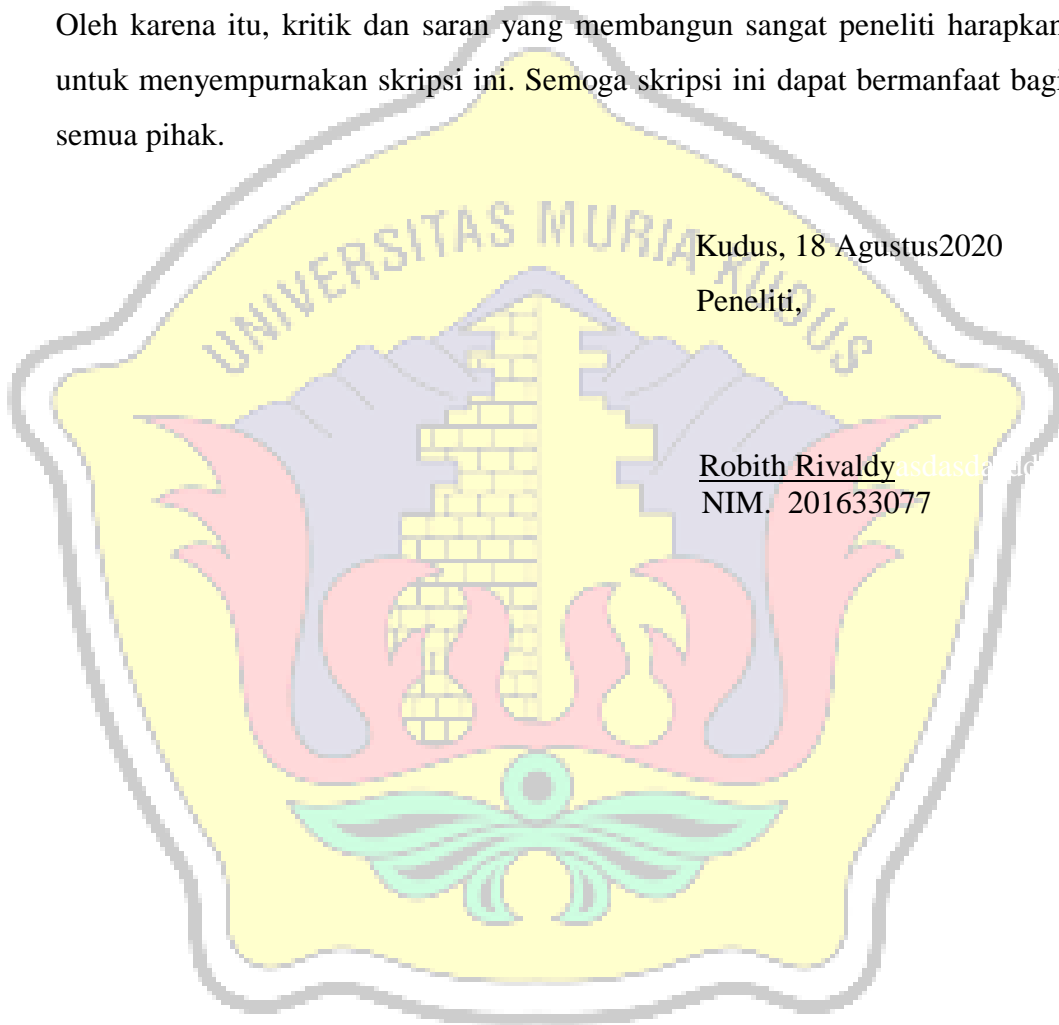 Oleh karena itu, kritik dan saran yang membangun sangat peneliti harapkan
untuk menyempurnakan skripsi ini. Semoga skripsi ini dapat bermanfaat bagi
semua pihak.
UNIVERSITAS MURIA KUDUS
Kudus, 18 Agustus2020
Peneliti,
Robith Rivaldy
NIM. 201633077